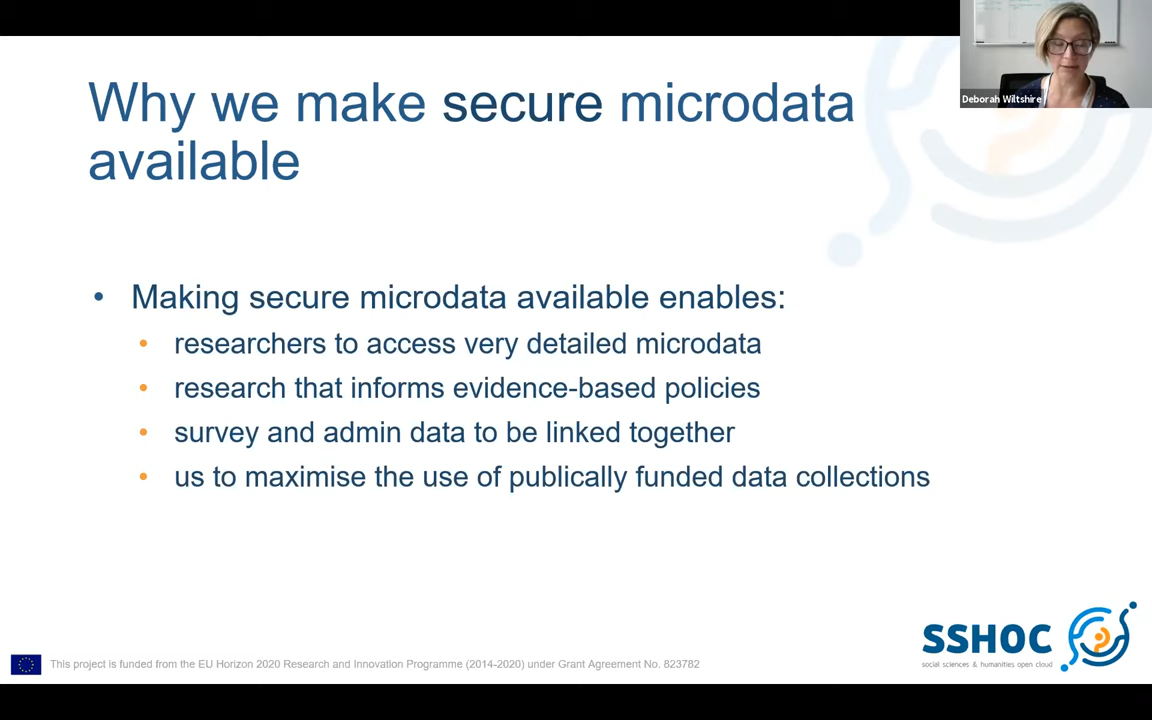 Why we make secure microdata
available
Deborah Wiltshire
• Making secure microdata available enables:
• researchers to access very detailed microdata
• research that informs evidence-based policies
• survey and admin data to be linked together
• us to maximise the use of publically funded data collections
This project is funded from the EU Horizon 2020 Research and Innovation Programme (2014-2020) under Grant Agreement No. 823782
SSHOC
social sciences & humanities open cloud